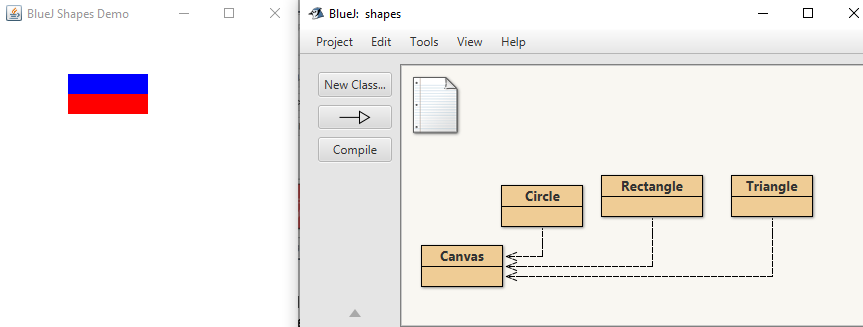 BlueJ Shapes Demo
BlueJ:  shapes
Project Edit Tools View Help
New Class...
Compile
Circle
Rectangle
Triangle
Canvas